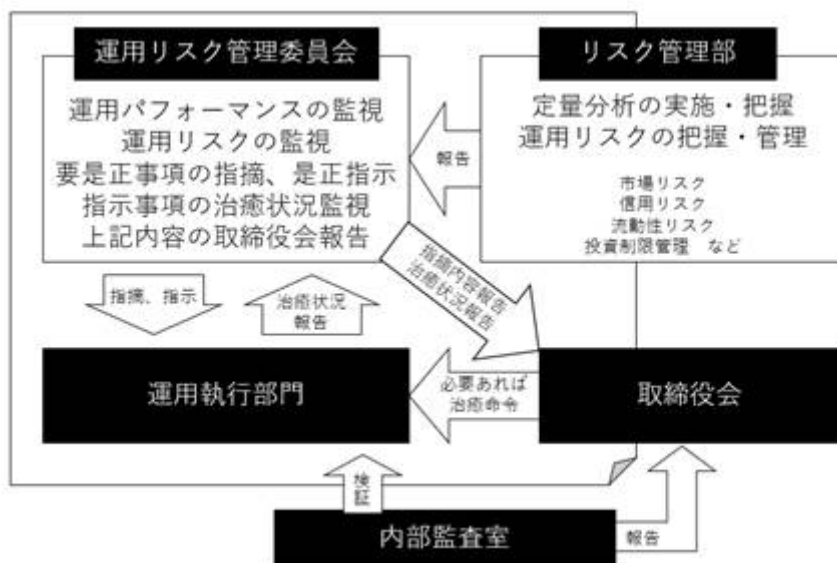 運用リスク管理委員会
運用パフォーマンスの監視
運用リスクの監視
要是正事項の指摘、是正指示
指示事項の治癒状況監視
上記内容の取締役会報告
リスク管理部
定量分析の実施・把握
運用リスクの把握・管理
市場リスク
信用リスク
流動性リスク
投資制限管理　など
報告
指摘内容報告
治癒状況報告
指摘、指示
治癒状況
報告
運用執行部門
必要あれば
治癒命令
取締役会
検証
内部監査室
報告